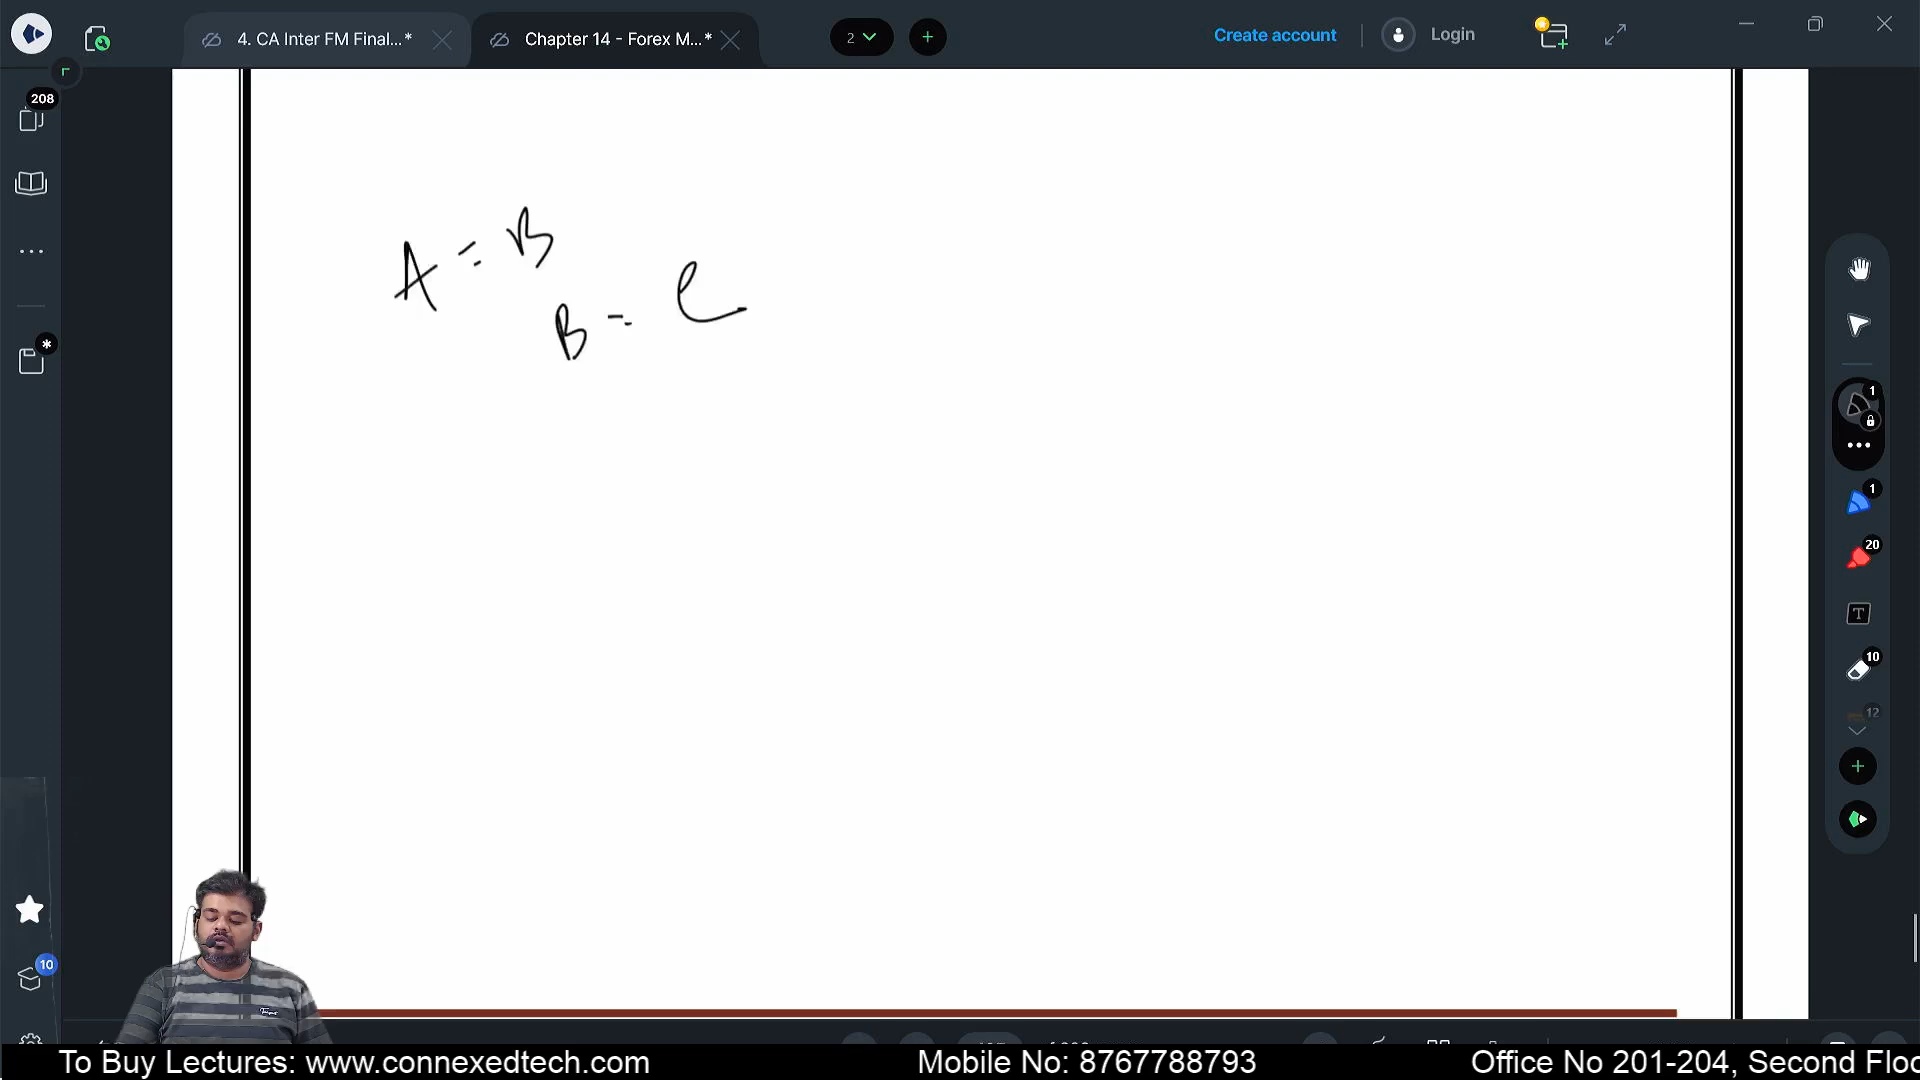 4. CA Inter FM Final...*
Chapter 14 - Forex M...*
2
Create account
Login
208
A = B
B = C
1
1
20
T
10
12
10
To Buy Lectures: www.connexedtech.com
Mobile No: 8767788793
Office No 201-204, Second Floo